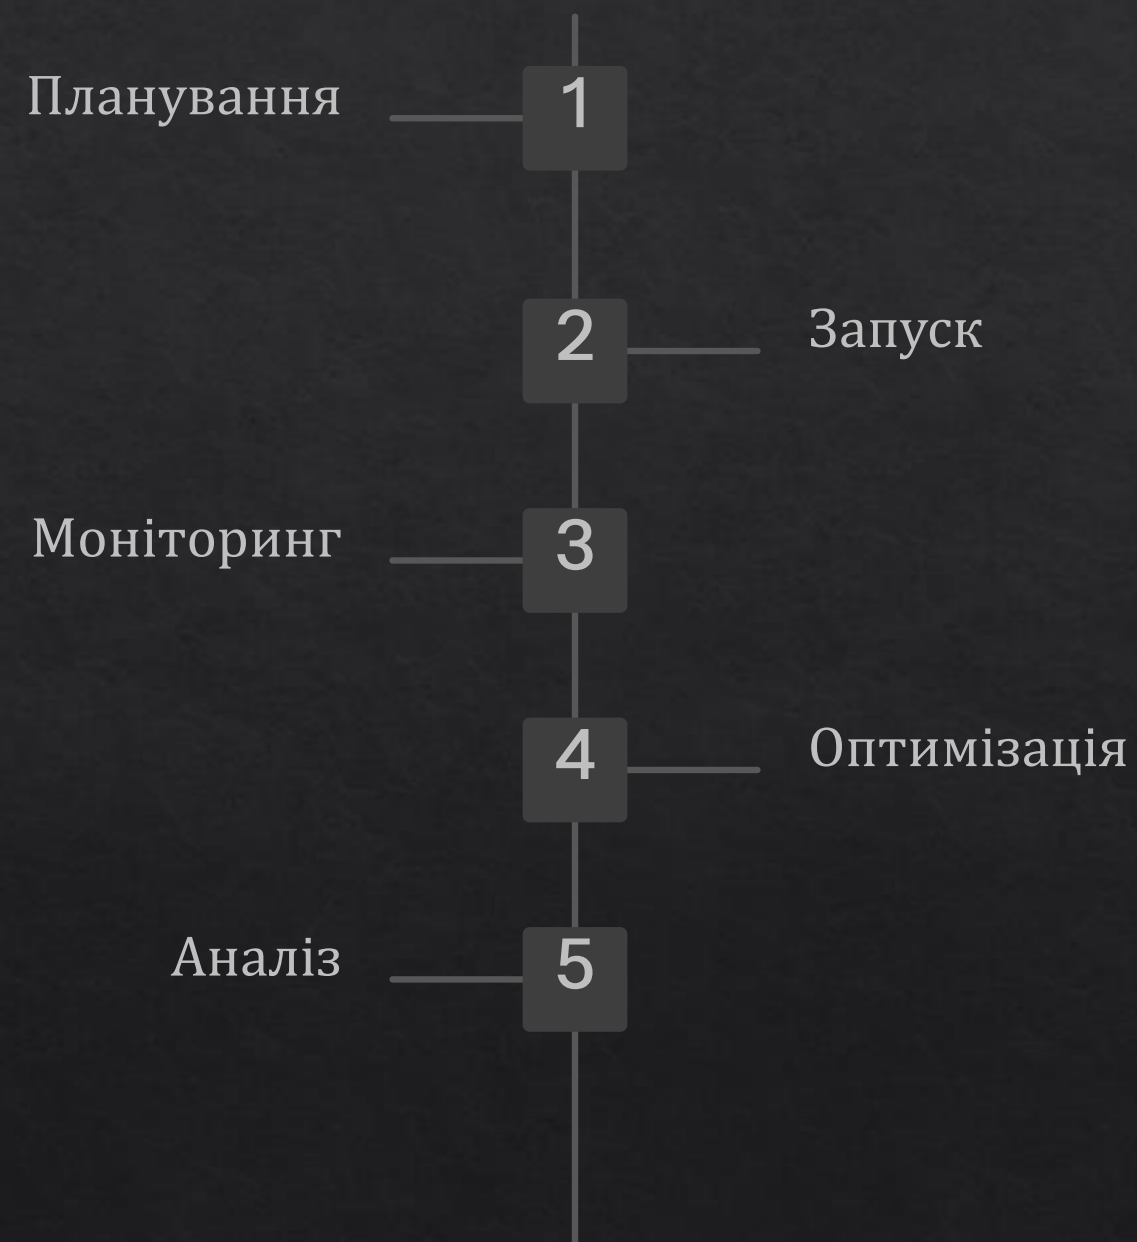 Планування
1
2
Запуск
Моніторинг
3
4
Оптимізація
Аналіз
5